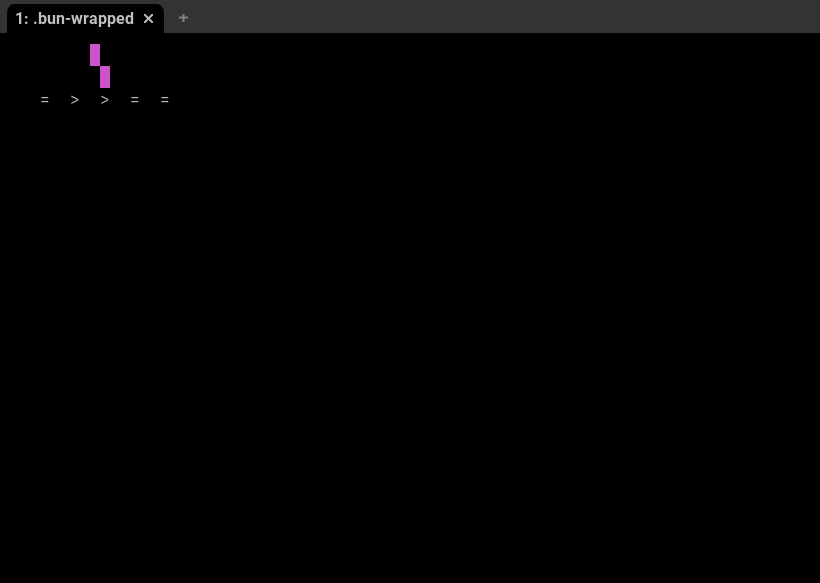 1: .bun-wrapped ✕ +
= > > = =